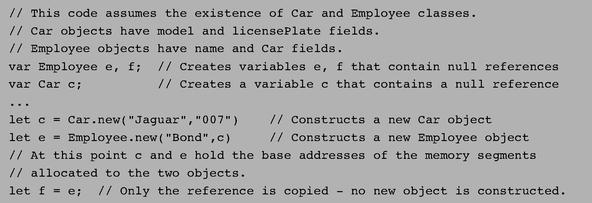 // This code assumes the existence of Car and Employee classes.
// Car objects have model and licensePlate fields.
// Employee objects have name and Car fields.
var Employee e, f;  // Creates variables e, f that contain null references
var Car c;          // Creates a variable c that contains a null reference
...
let c = Car.new("Jaguar","007")    // Constructs a new Car object
let e = Employee.new("Bond",c)     // Constructs a new Employee object
// At this point c and e hold the base addresses of the memory segments
// allocated to the two objects.
let f = e;  // Only the reference is copied – no new object is constructed.